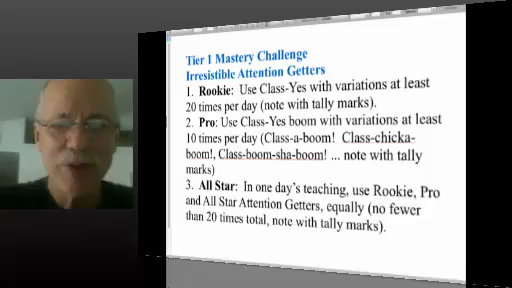 Tier 1 Mastery Challenge
Irresistible Attention Getters
1. Rookie: Use Class-Yes with variations at least
20 times per day (note with tally marks).
2. Pro: Use Class-Yes boom with variations at least
10 times per day (Class-a-boom! Class-chicka-
boom!, Class-boom-sha-boom! ... note with tally
marks)
3. All Star: In one day's teaching, use Rookie, Pro
and All Star Attention Getters, equally (no fewer
than 20 times total, note with tally marks).